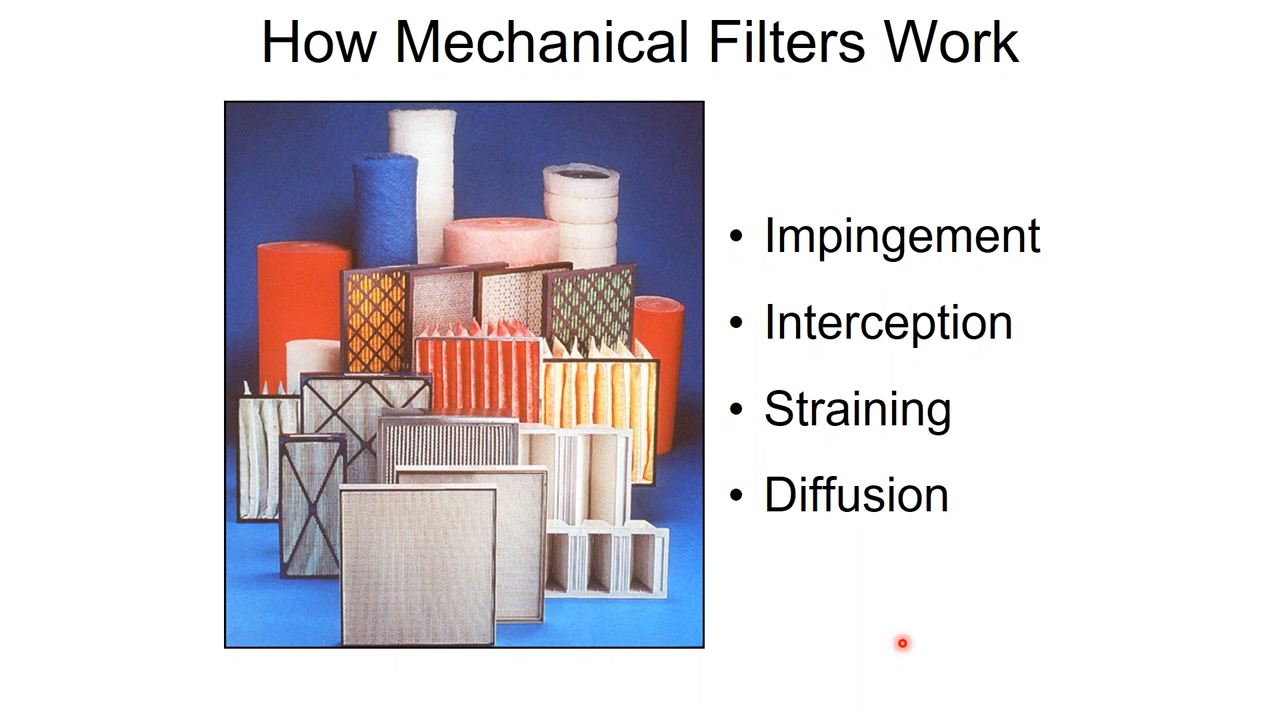 How Mechanical Filters Work
• Impingement
• Interception
• Straining
• Diffusion